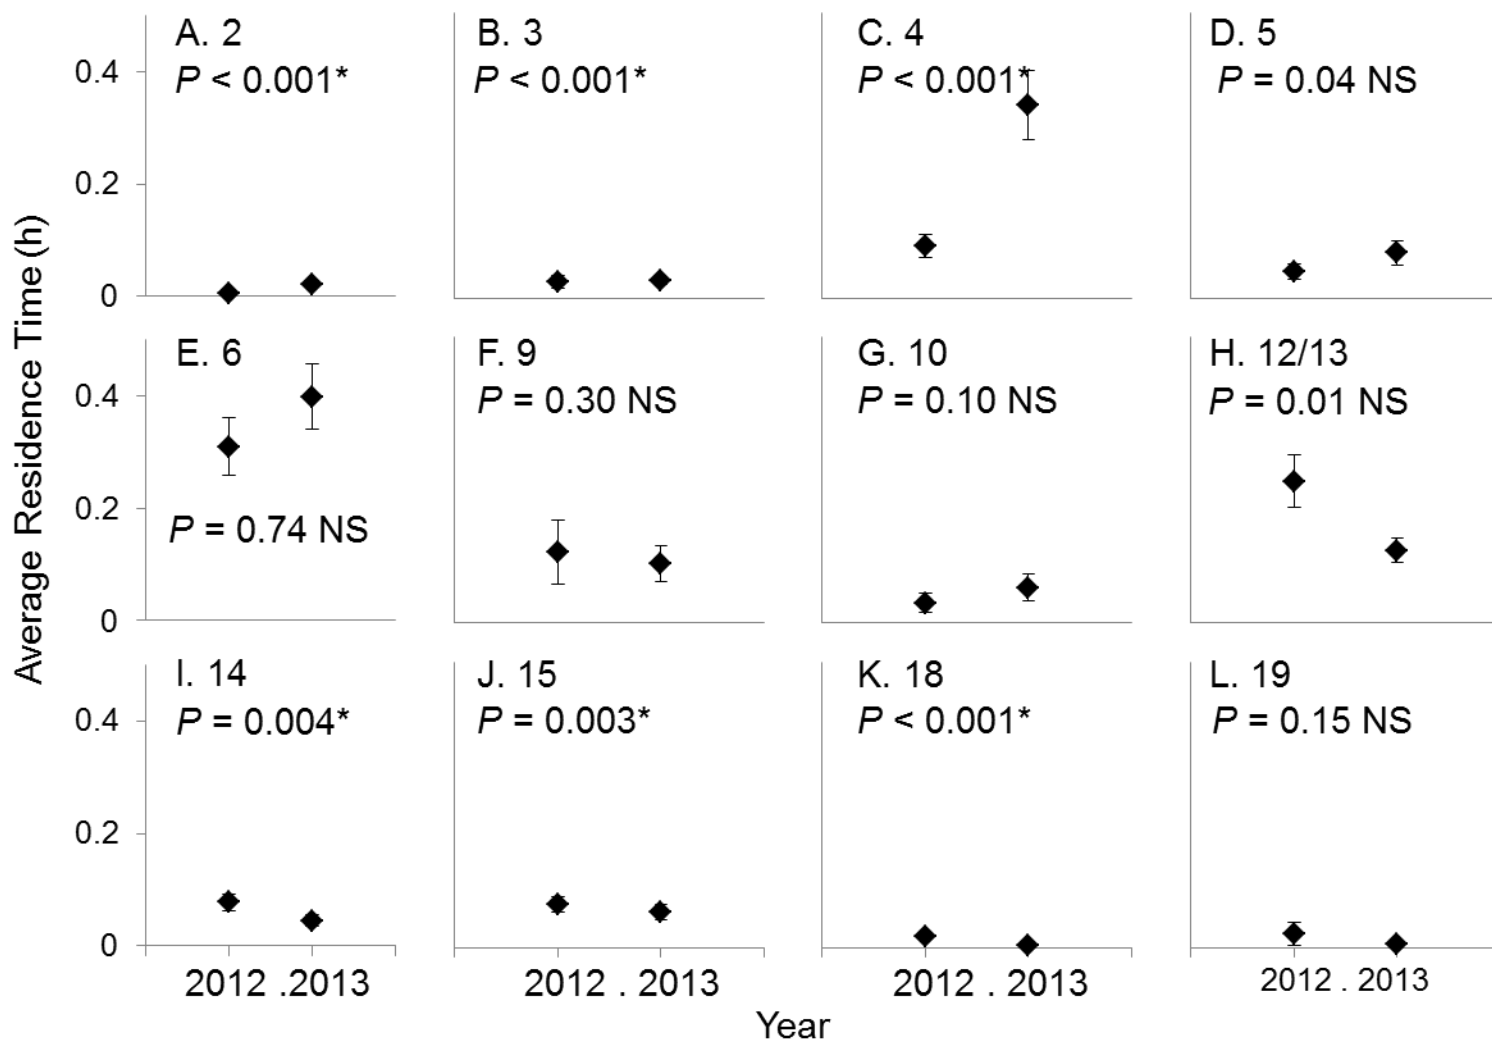 A. 2
P < 0.001*
B. 3
P < 0.001*
C. 4
P < 0.001*
D. 5
P = 0.04 NS
0.4
0.2
0
E. 6
P = 0.74 NS
F. 9
P = 0.30 NS
G. 10
P = 0.10 NS
H. 12/13
P = 0.01 NS
0.4
0.2
0
I. 14
P = 0.004*
J. 15
P = 0.003*
K. 18
P < 0.001*
L. 19
P = 0.15 NS
0.4
0.2
0
Average Residence Time (h)
2012 .2013
2012 . 2013
2012 . 2013
2012 . 2013
Year